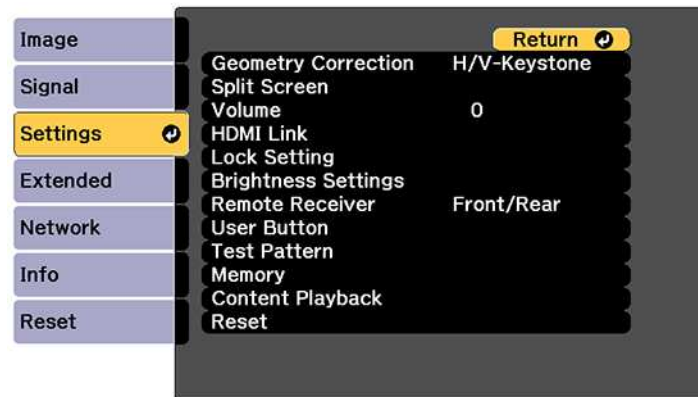 Image
Signal
Settings
Extended
Network
Info
Reset
Return
Geometry Correction H/V-Keystone
Split Screen
Volume 0
HDMI Link
Lock Setting
Brightness Settings
Remote Receiver Front/Rear
User Button
Test Pattern
Memory
Content Playback
Reset